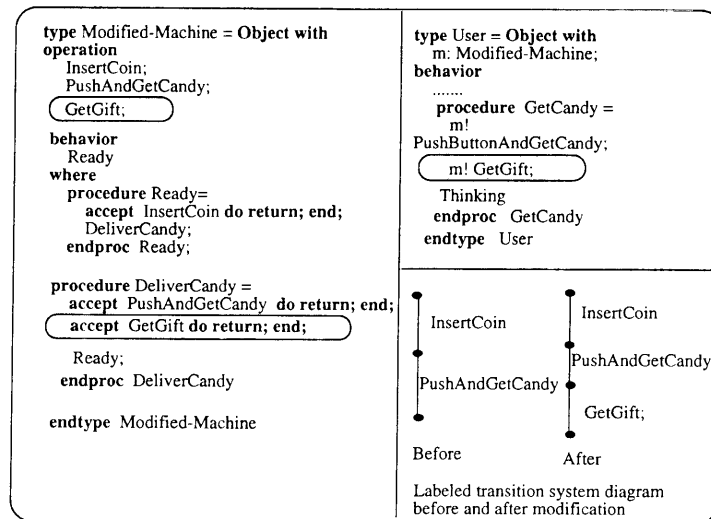 type Modified-Machine = Object with
operation
InsertCoin;
PushAndGetCandy;
GetGift;
behavior
Ready
where
procedure Ready=
accept InsertCoin do return; end;
DeliverCandy;
endproc Ready;
procedure DeliverCandy =
accept PushAndGetCandy do return; end;
accept GetGift do return; end;
Ready;
endproc DeliverCandy
endtype Modified-Machine
type User = Object with
m: Modified-Machine;
behavior
.......
procedure GetCandy =
m!
PushButtonAndGetCandy;
m! GetGift;
Thinking
endproc GetCandy
endtype User
InsertCoin
PushAndGetCandy
Before
InsertCoin
PushAndGetCandy
GetGift;
After
Labeled transition system diagram
before and after modification